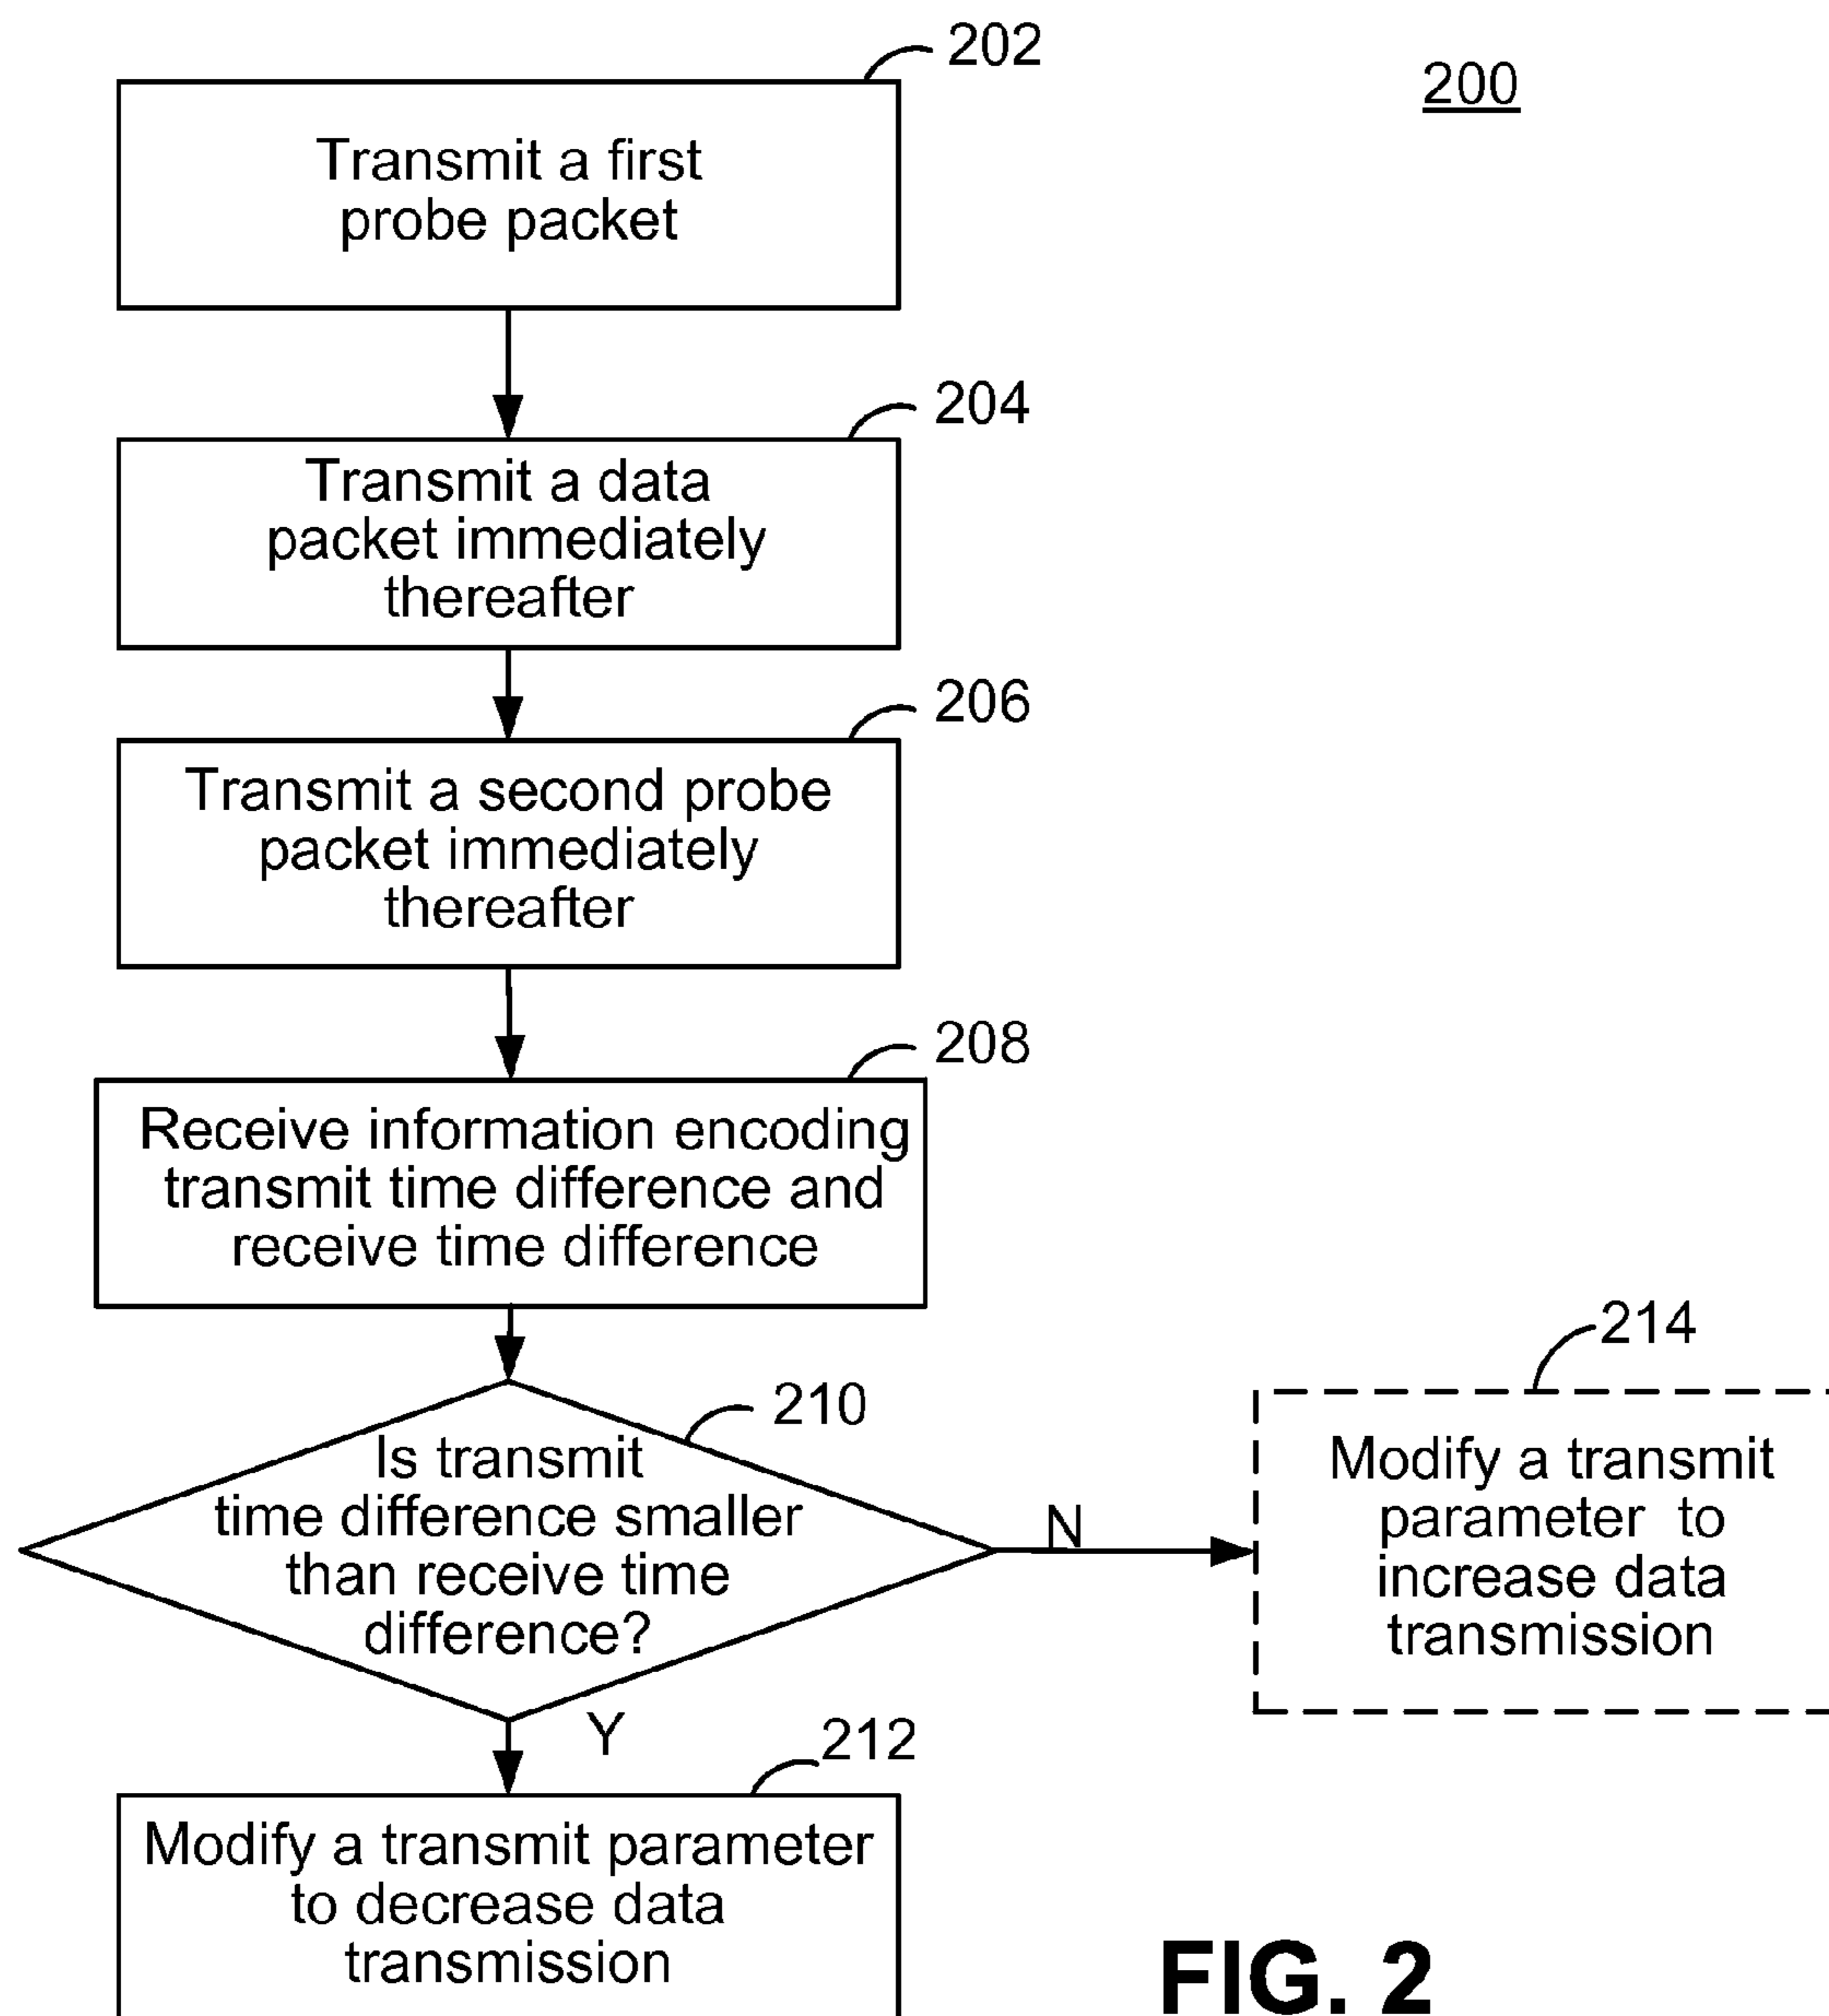 202
200
Transmit a first
probe packet
204
Transmit a data
packet immediately
thereafter
206
Transmit a second probe
packet immediately
thereafter
208
Receive information encoding
transmit time difference and
receive time difference
210
Is transmit
time difference smaller
than receive time
difference?
N
214
Modify a transmit
parameter to
increase data
transmission
Y
212
Modify a transmit parameter
to decrease data
transmission
FIG. 2